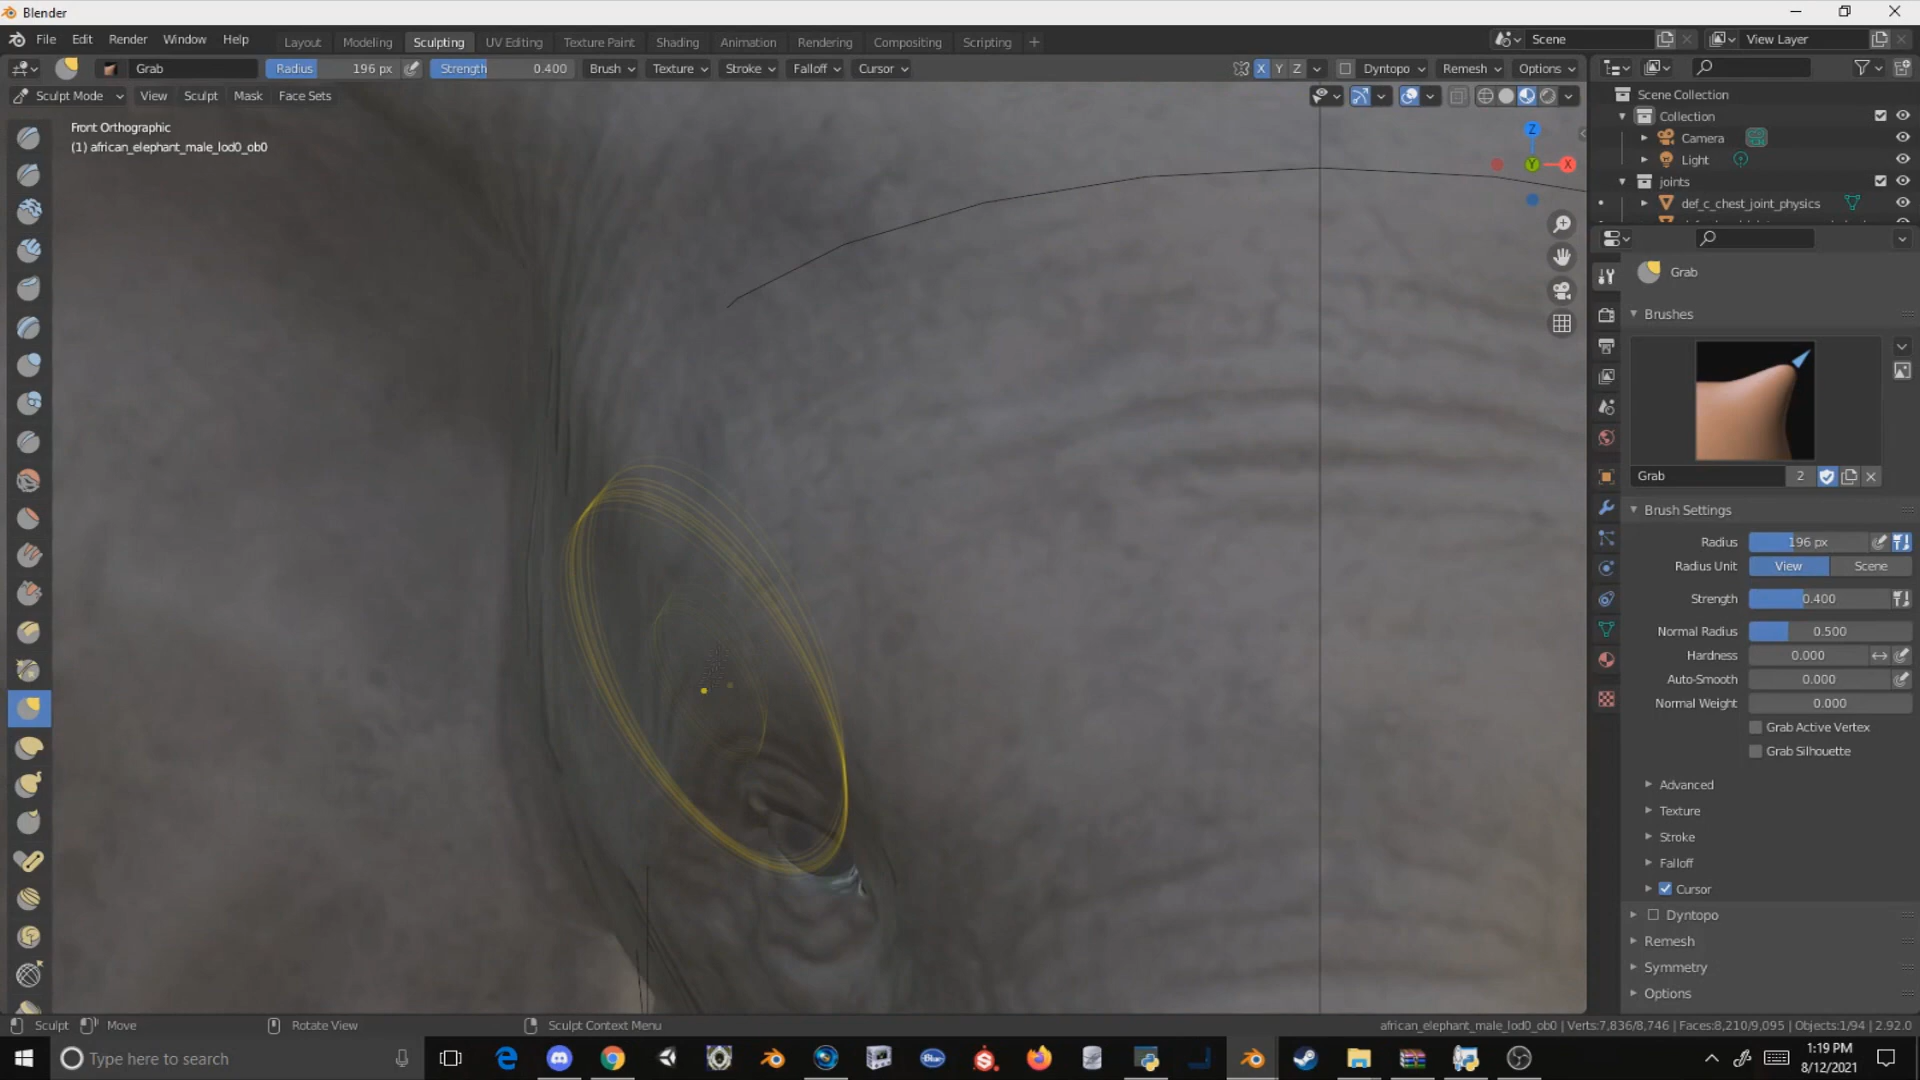 Blender
File Edit Render Window Help
Layout Modeling Sculpting UV Editing Texture Paint Shading Animation Rendering Compositing Scripting +
Scene
View Layer
Grab
Radius 196 px
Strength 0.400
Brush Texture Stroke Falloff Cursor
X Y Z
Dyntopo Remesh Options
Sculpt Mode View Sculpt Mask Face Sets
Front Orthographic
(1) african_elephant_male_lod0_ob0
Z
Y
X
Scene Collection
Collection
Camera
Light
joints
def_c_chest_joint_physics
Grab
Brushes
Grab 2
Brush Settings
Radius 196 px
Radius Unit View Scene
Strength 0.400
Normal Radius 0.500
Hardness 0.000
Auto-Smooth 0.000
Normal Weight 0.000
Grab Active Vertex
Grab Silhouette
Advanced
Texture
Stroke
Falloff
Cursor
Dyntopo
Remesh
Symmetry
Options
Sculpt Move Rotate View Sculpt Context Menu
african_elephant_male_lod0_ob0 | Verts:7,836/8,746 | Faces:8,210/9,095 | Objects:1/94 | 2.92.0
Type here to search
1:19 PM
8/12/2021